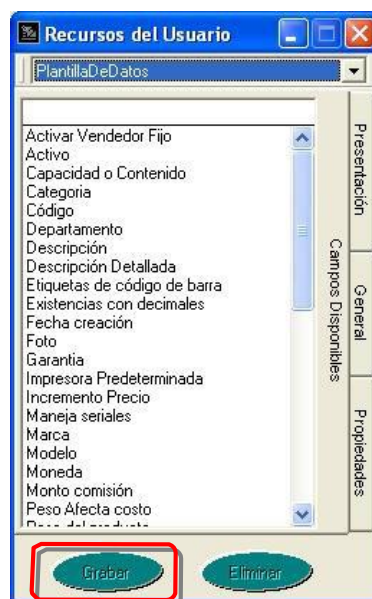 Recursos del Usuario
PlantillaDeDatos
Activar Vendedor Fijo
Activo
Capacidad o Contenido
Categoria
Código
Departamento
Descripción
Descripción Detallada
Etiquetas de código de barra
Existencias con decimales
Fecha creación
Foto
Garantia
Impresora Predeterminada
Incremento Precio
Maneja seriales
Marca
Modelo
Moneda
Monto comisión
Peso Afecta costo
Campos Disponibles
Presentación
General
Propiedades
Grabar
Eliminar